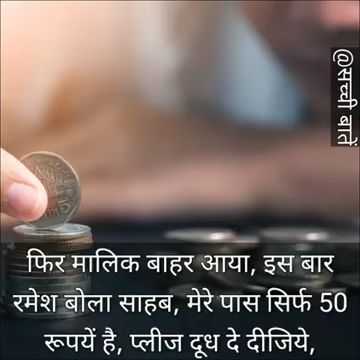 @सच्ची बातें
फिर मालिक बाहर आया, इस बार
रमेश बोला साहब, मेरे पास सिर्फ 50
रूपयें है, प्लीज दूध दे दीजिये,